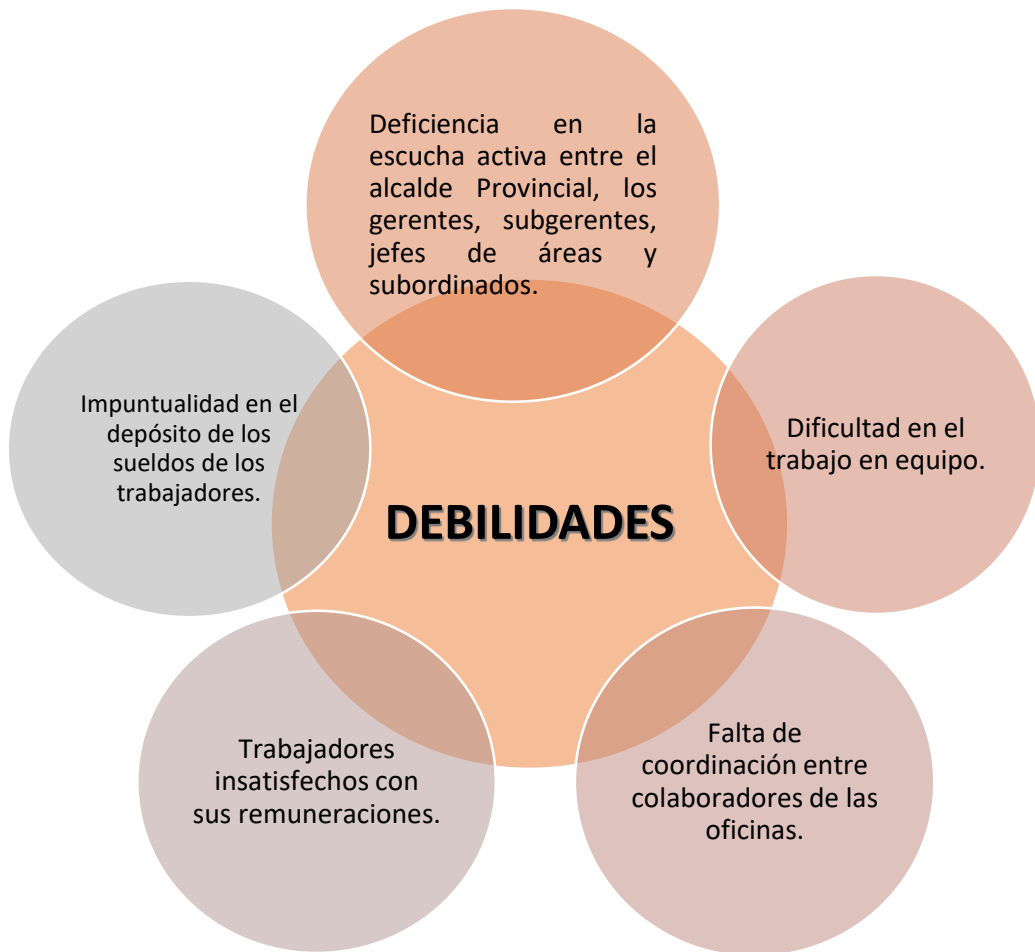 Deficiencia en la
escucha activa entre el
alcalde Provincial, los
gerentes, subgerentes,
jefes de áreas y
subordinados.
Impuntualidad en el
depósito de los
sueldos de los
trabajadores.
Dificultad en el
trabajo en equipo.
DEBILIDADES
Trabajadores
insatisfechos con
sus remuneraciones.
Falta de
coordinación entre
colaboradores de las
oficinas.